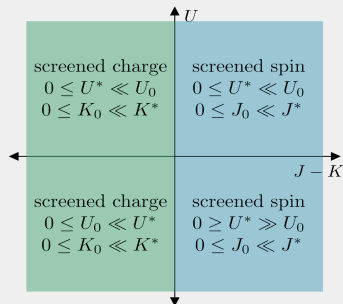 U
screened charge
0 ≤ U* ≪ U₀
0 ≤ K₀ ≪ K*
screened spin
0 ≤ U* ≪ U₀
0 ≤ J₀ ≪ J*
J − K
screened charge
0 ≤ U₀ ≪ U*
0 ≤ K₀ ≪ K*
screened spin
0 ≥ U* ≫ U₀
0 ≤ J₀ ≪ J*